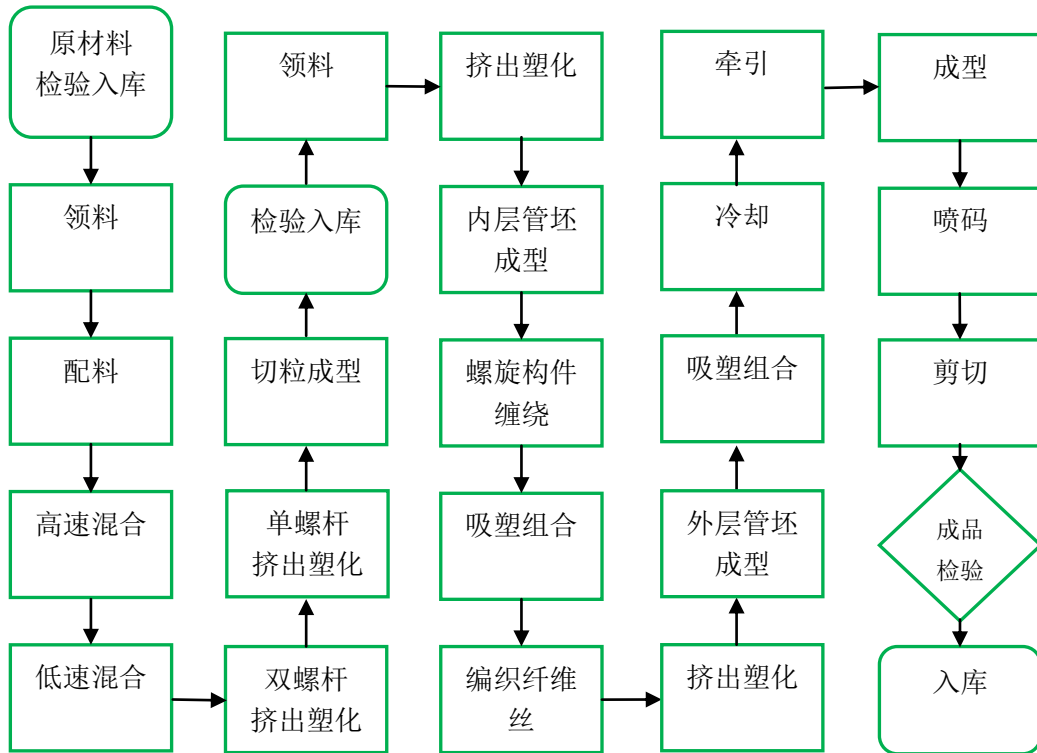 原材料
检验入库
领料
配料
高速混合
低速混合
双螺杆
挤出塑化
单螺杆
挤出塑化
切粒成型
检验入库
领料
挤出塑化
内层管坯
成型
螺旋构件
缠绕
吸塑组合
编织纤维
丝
挤出塑化
外层管坯
成型
吸塑组合
冷却
牵引
成型
喷码
剪切
成品
检验
入库